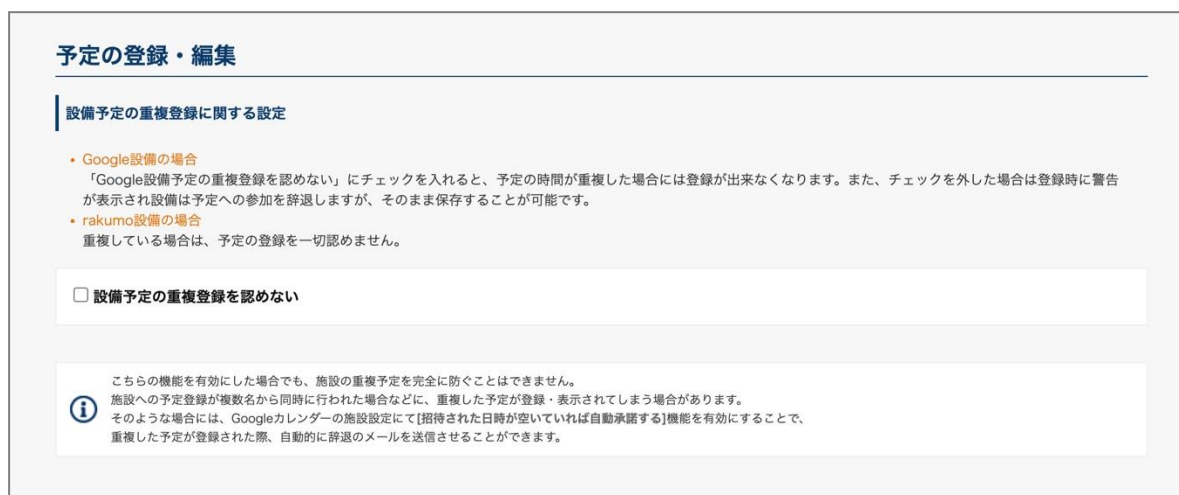 予定の登録・編集
設備予定の重複登録に関する設定
• Google設備の場合
「Google設備予定の重複登録を認めない」にチェックを入れると、予定の時間が重複した場合には登録が出来なくなります。また、チェックを外した場合は登録時に警告
が表示され設備は予定への参加を辞退しますが、そのまま保存することが可能です。
• rakumo設備の場合
重複している場合は、予定の登録を一切認めません。
設備予定の重複登録を認めない
こちらの機能を有効にした場合でも、施設の重複予定を完全に防ぐことはできません。
施設への予定登録が複数名から同時に行われた場合などに、重複した予定が登録・表示されてしまう場合があります。
そのような場合には、Googleカレンダーの施設設定にて[招待された日時が空いていれば自動承諾する]機能を有効にすることで、
重複した予定が登録された際、自動的に辞退のメールを送信させることができます。